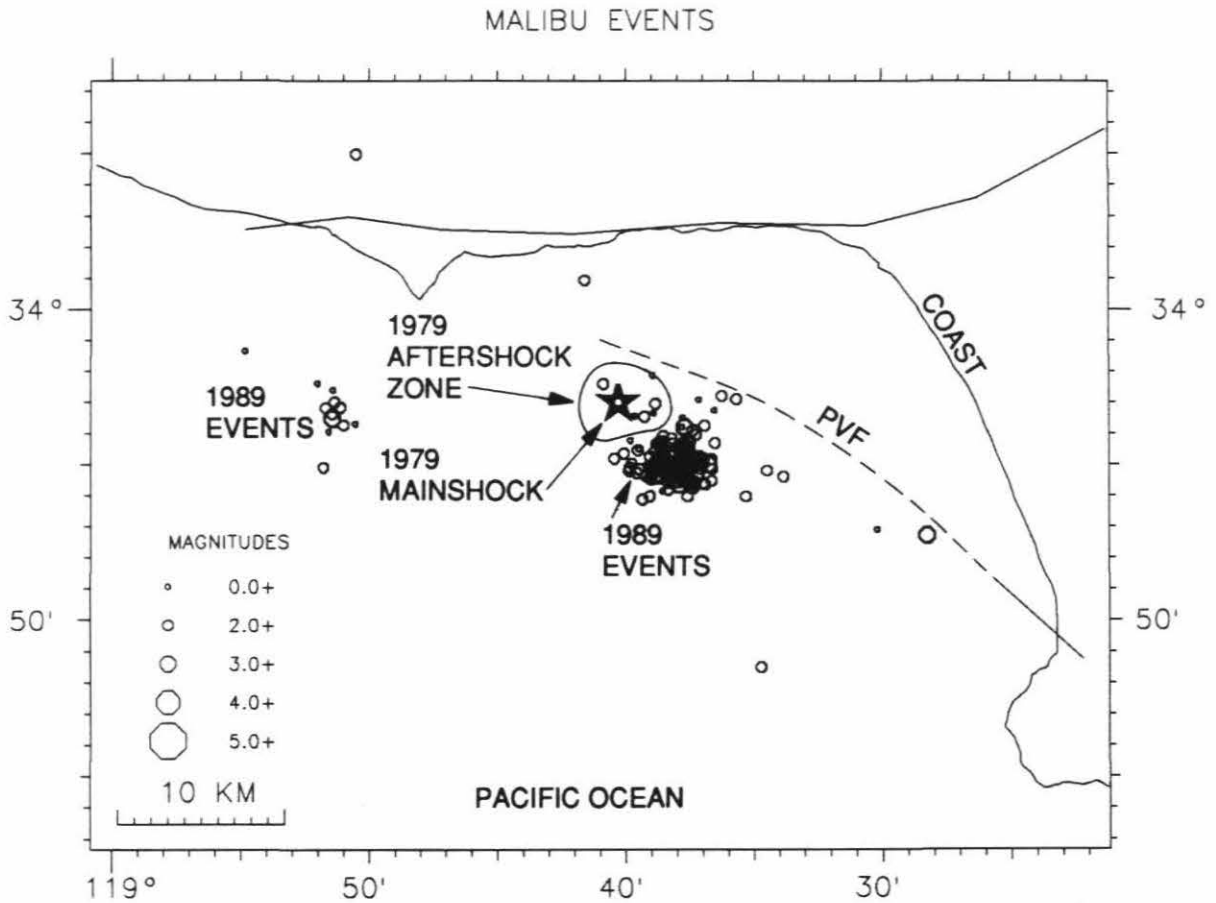 MALIBU EVENTS
34°
34°
1979
AFTERSHOCK
ZONE
COAST
1989
EVENTS
PVF
1979
MAINSHOCK
1989
EVENTS
MAGNITUDES
0.0+
2.0+
3.0+
4.0+
5.0+
50'
50'
10 KM
PACIFIC OCEAN
119°
50'
40'
30'